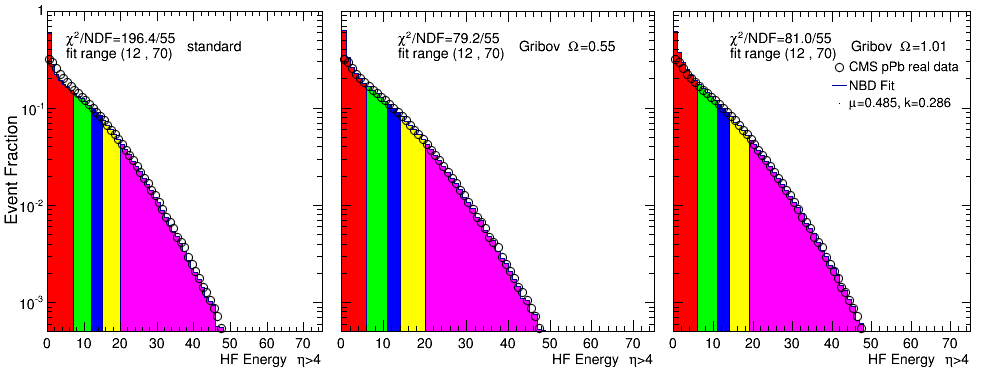 Event Fraction
1
10-1
10-2
10-3
χ²/NDF=196.4/55
fit range (12 , 70)
standard
0 10 20 30 40 50 60 70
HF Energy η>4
χ²/NDF=79.2/55
fit range (12 , 70)
Gribov Ω=0.55
0 10 20 30 40 50 60 70
HF Energy η>4
χ²/NDF=81.0/55
fit range (12 , 70)
Gribov Ω=1.01
CMS pPb real data
NBD Fit
μ=0.485, k=0.286
0 10 20 30 40 50 60 70
HF Energy η>4